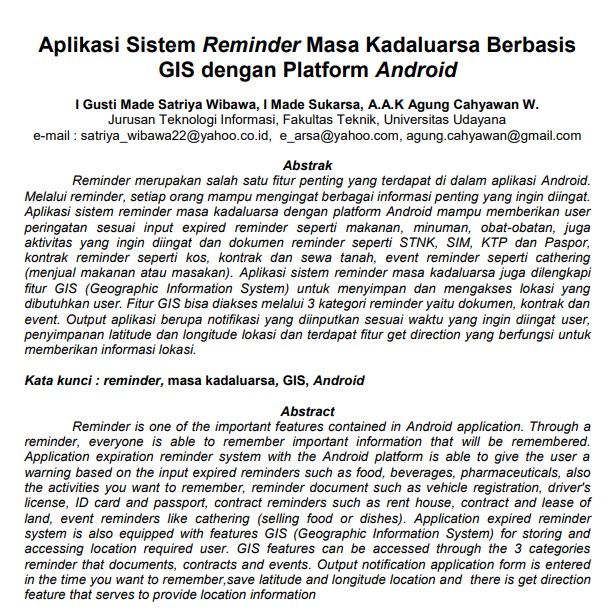 Aplikasi Sistem Reminder Masa Kadaluarsa Berbasis
GIS dengan Platform Android
I Gusti Made Satriya Wibawa, I Made Sukarsa, A.A.K Agung Cahyawan W.
Jurusan Teknologi Informasi, Fakultas Teknik, Universitas Udayana
e-mail : satriya_wibawa22@yahoo.co.id, e_arsa@yahoo.com, agung.cahyawan@gmail.com
Abstrak
Reminder merupakan salah satu fitur penting yang terdapat di dalam aplikasi Android.
Melalui reminder, setiap orang mampu mengingat berbagai informasi penting yang ingin diingat.
Aplikasi sistem reminder masa kadaluarsa dengan platform Android mampu memberikan user
peringatan sesuai input expired reminder seperti makanan, minuman, obat-obatan, juga
aktivitas yang ingin diingat dan dokumen reminder seperti STNK, SIM, KTP dan Paspor,
kontrak reminder seperti kos, kontrak dan sewa tanah, event reminder seperti cathering
(menjual makanan atau masakan). Aplikasi sistem reminder masa kadaluarsa juga dilengkapi
fitur GIS (Geographic Information System) untuk menyimpan dan mengakses lokasi yang
dibutuhkan user. Fitur GIS bisa diakses melalui 3 kategori reminder yaitu dokumen, kontrak dan
event. Output aplikasi berupa notifikasi yang diinputkan sesuai waktu yang ingin diingat user,
penyimpanan latitude dan longitude lokasi dan terdapat fitur get direction yang berfungsi untuk
memberikan informasi lokasi.
Kata kunci : reminder, masa kadaluarsa, GIS, Android
Abstract
Reminder is one of the important features contained in Android application. Through a
reminder, everyone is able to remember important information that will be remembered.
Application expiration reminder system with the Android platform is able to give the user a
warning based on the input expired reminders such as food, beverages, pharmaceuticals, also
the activities you want to remember, reminder document such as vehicle registration, driver's
license, ID card and passport, contract reminders such as rent house, contract and lease of
land, event reminders like cathering (selling food or dishes). Application expired reminder
system is also equipped with features GIS (Geographic Information System) for storing and
accessing location required user. GIS features can be accessed through the 3 categories
reminder that documents, contracts and events. Output notification application form is entered
in the time you want to remember,save latitude and longitude location and there is get direction
feature that serves to provide location information